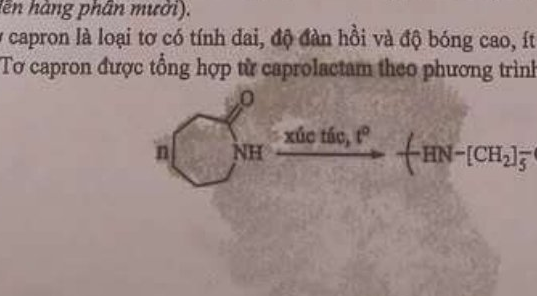 lên hàng phần mười).
capron là loại tơ có tính dai, độ đàn hồi và độ bóng cao, ít
Tơ capron được tổng hợp từ caprolactam theo phương trình
O
n NH xúc tác, t° HN-[CH₂]₅-